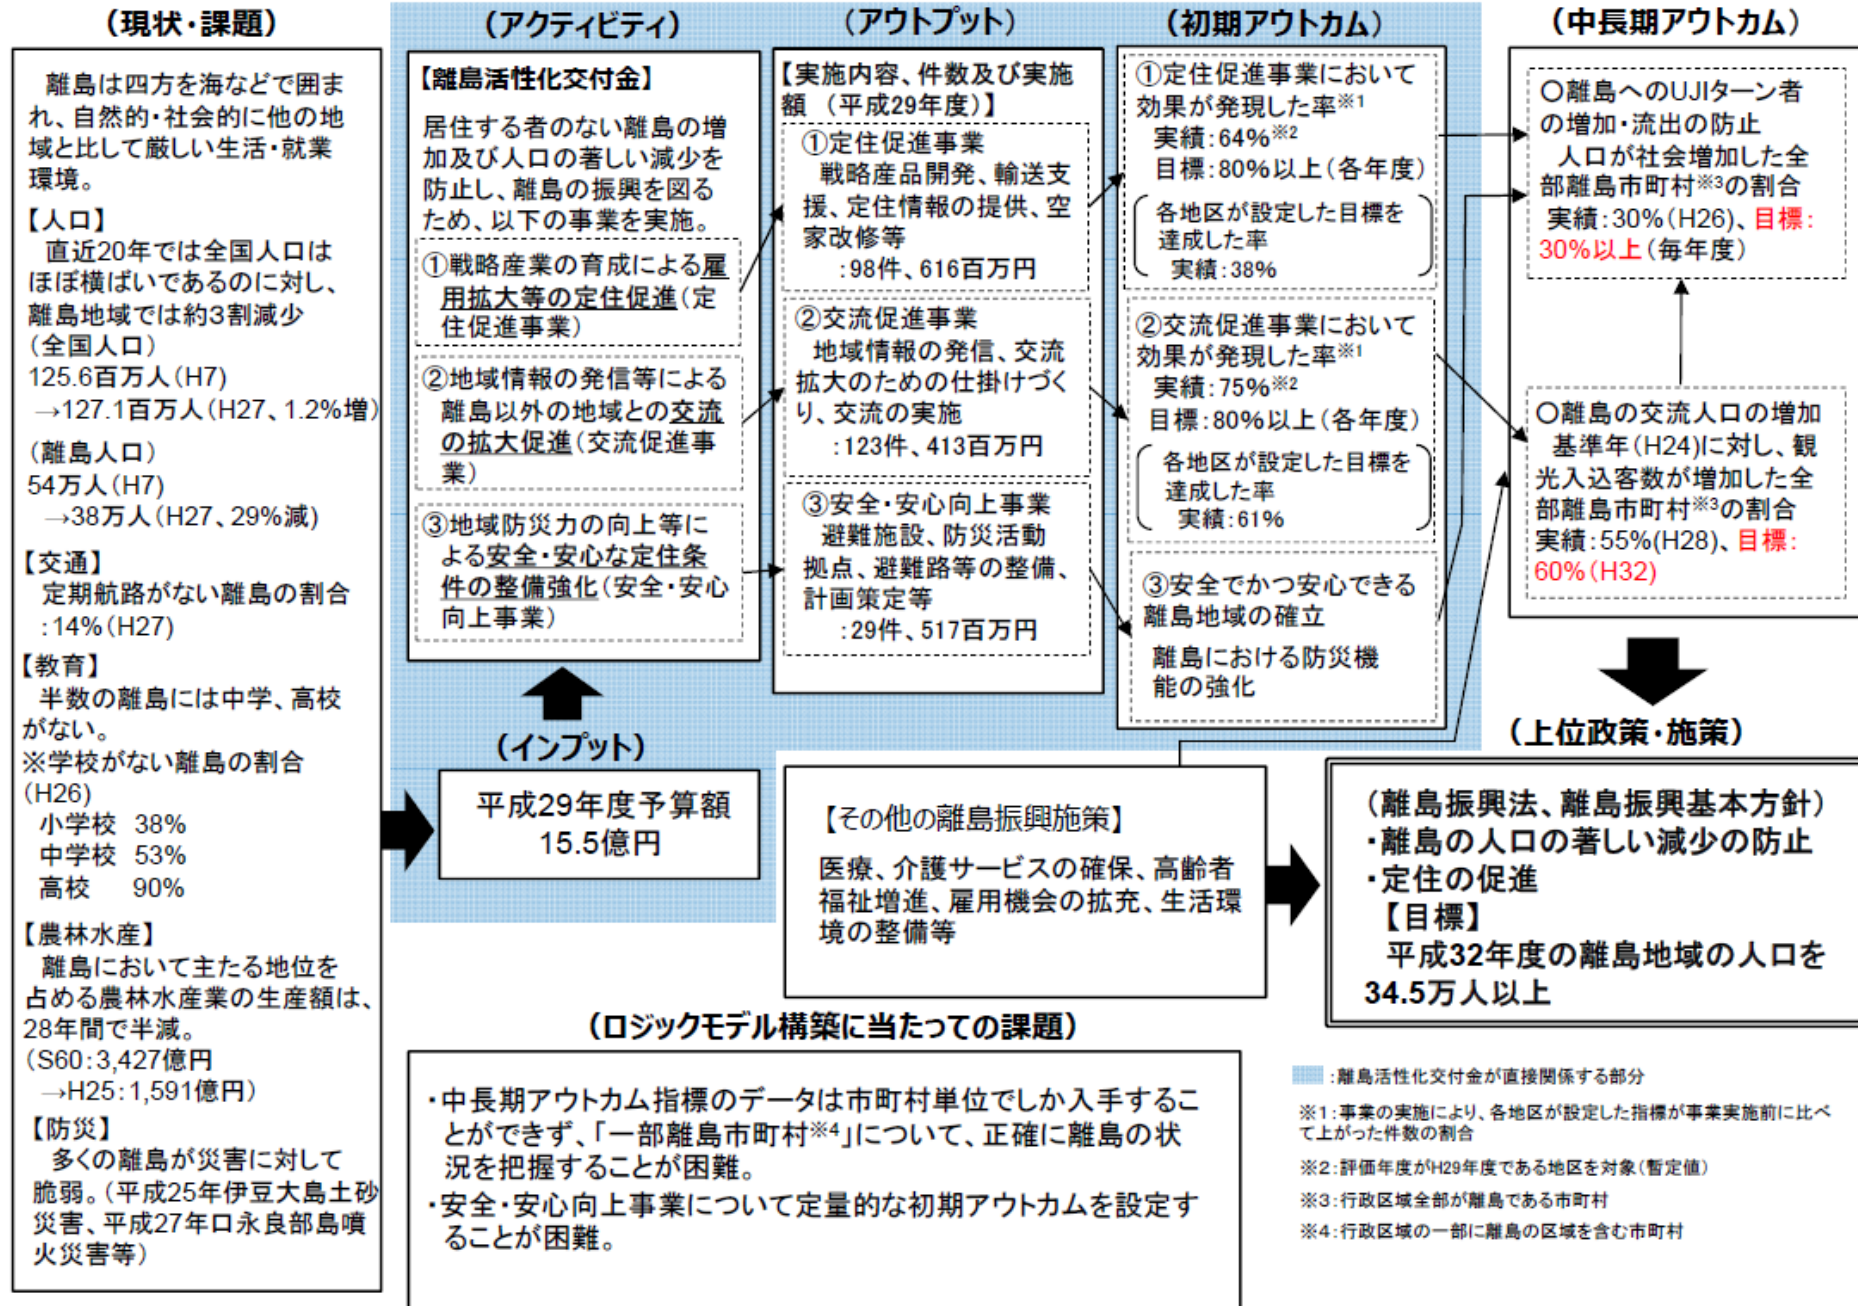 (現状・課題)
離島は四方を海などで囲ま
れ、自然的・社会的に他の地
域と比して厳しい生活・就業
環境。
【人口】
直近20年では全国人口は
ほぼ横ばいであるのに対し、
離島地域では約3割減少
(全国人口)
125.6百万人(H7)
→127.1百万人(H27、1.2%増)
(離島人口)
54万人(H7)
→38万人(H27、29%減)
【交通】
定期航路がない離島の割合
:14%(H27)
【教育】
半数の離島には中学、高校
がない。
※学校がない離島の割合
(H26)
小学校 38%
中学校 53%
高校 90%
【農林水産】
離島において主たる地位を
占める農林水産業の生産額は、
28年間で半減。
(S60:3,427億円
→H25:1,591億円)
【防災】
多くの離島が災害に対して
脆弱。(平成25年伊豆大島土砂
災害、平成27年口永良部島噴
火災害等)
(アクティビティ)
【離島活性化交付金】
居住する者のない離島の増
加及び人口の著しい減少を
防止し、離島の振興を図る
ため、以下の事業を実施。
①戦略産業の育成による雇
用拡大等の定住促進(定
住促進事業)
②地域情報の発信等による
離島以外の地域との交流
の拡大促進(交流促進事
業)
③地域防災力の向上等に
よる安全・安心な定住条
件の整備強化(安全・安心
向上事業)
(インプット)
平成29年度予算額
15.5億円
(アウトプット)
【実施内容、件数及び実施
額 (平成29年度)】
①定住促進事業
戦略産品開発、輸送支
援、定住情報の提供、空
家改修等
:98件、616百万円
②交流促進事業
地域情報の発信、交流
拡大のための仕掛けづく
り、交流の実施
:123件、413百万円
③安全・安心向上事業
避難施設、防災活動
拠点、避難路等の整備、
計画策定等
:29件、517百万円
(初期アウトカム)
①定住促進事業において
効果が発現した率※1
実績:64%※2
目標:80%以上(各年度)
各地区が設定した目標を
達成した率
実績:38%
②交流促進事業において
効果が発現した率※1
実績:75%※2
目標:80%以上(各年度)
各地区が設定した目標を
達成した率
実績:61%
③安全でかつ安心できる
離島地域の確立
離島における防災機
能の強化
(中長期アウトカム)
○離島へのUJIターン者
の増加・流出の防止
人口が社会増加した全
部離島市町村※3の割合
実績:30%(H26)、目標:
30%以上(毎年度)
○離島の交流人口の増加
基準年(H24)に対し、観
光入込客数が増加した全
部離島市町村※3の割合
実績:55%(H28)、目標:
60%(H32)
【その他の離島振興施策】
医療、介護サービスの確保、高齢者
福祉増進、雇用機会の拡充、生活環
境の整備等
(上位政策・施策)
(離島振興法、離島振興基本方針)
・離島の人口の著しい減少の防止
・定住の促進
【目標】
平成32年度の離島地域の人口を
34.5万人以上
(ロジックモデル構築に当たっての課題)
・中長期アウトカム指標のデータは市町村単位でしか入手するこ
とができず、「一部離島市町村※4」について、正確に離島の状
況を把握することが困難。
・安全・安心向上事業について定量的な初期アウトカムを設定す
ることが困難。
:離島活性化交付金が直接関係する部分
※1:事業の実施により、各地区が設定した指標が事業実施前に比べ
て上がった件数の割合
※2:評価年度がH29年度である地区を対象(暫定値)
※3:行政区域全部が離島である市町村
※4:行政区域の一部に離島の区域を含む市町村